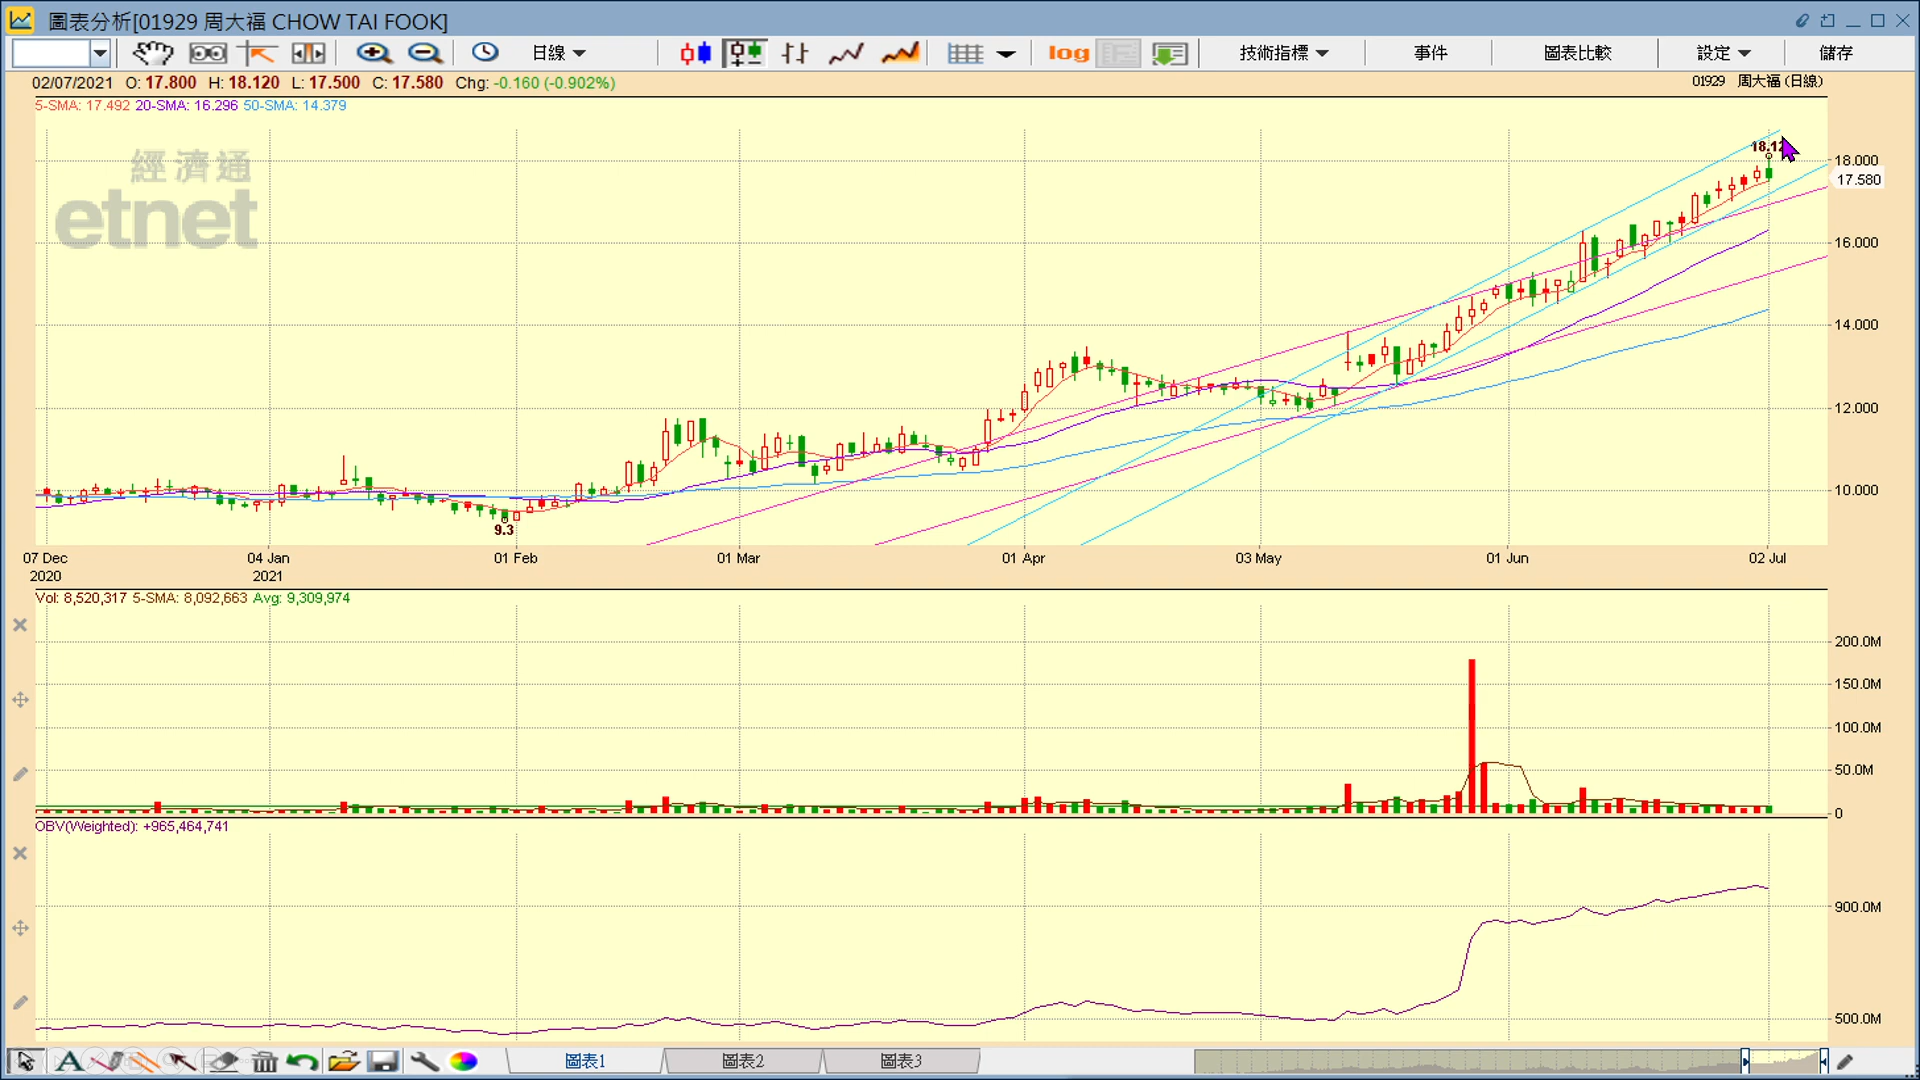 圖表分析[01929 周大福 CHOW TAI FOOK]
日線 log 技術指標 事件 圖表比較 設定 儲存
02/07/2021 O: 17.800 H: 18.120 L: 17.500 C: 17.580 Chg: -0.160 (-0.902%) 01929 周大福 (日線)
5-SMA: 17.492 20-SMA: 16.296 50-SMA: 14.379
經濟通
etnet
18.12
18.000
17.580
16.000
14.000
12.000
10.000
9.3
07 Dec 04 Jan 01 Feb 01 Mar 01 Apr 03 May 01 Jun 02 Jul
2020 2021
Vol: 8,520,317 5-SMA: 8,092,663 Avg: 9,309,974
200.0M
150.0M
100.0M
50.0M
0
OBV(Weighted): +965,464,741
900.0M
500.0M
A 圖表1 圖表2 圖表3